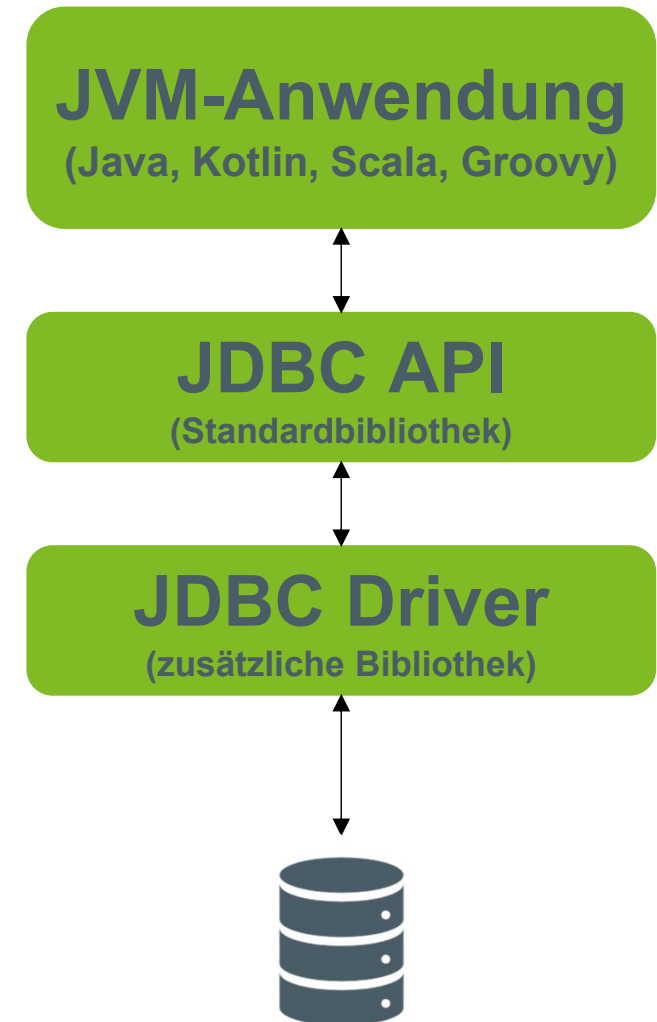 JVM-Anwendung
(Java, Kotlin, Scala, Groovy)
JDBC API
(Standardbibliothek)
JDBC Driver
(zusätzliche Bibliothek)